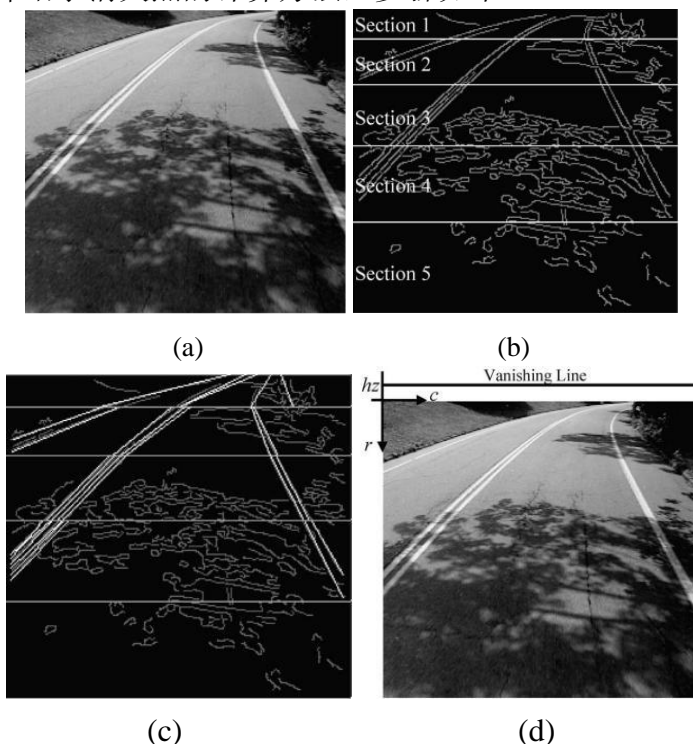 Section 1
Section 2
Section 3
Section 4
Section 5
(a)
(b)
Vanishing Line
hz
c
r
(c)
(d)